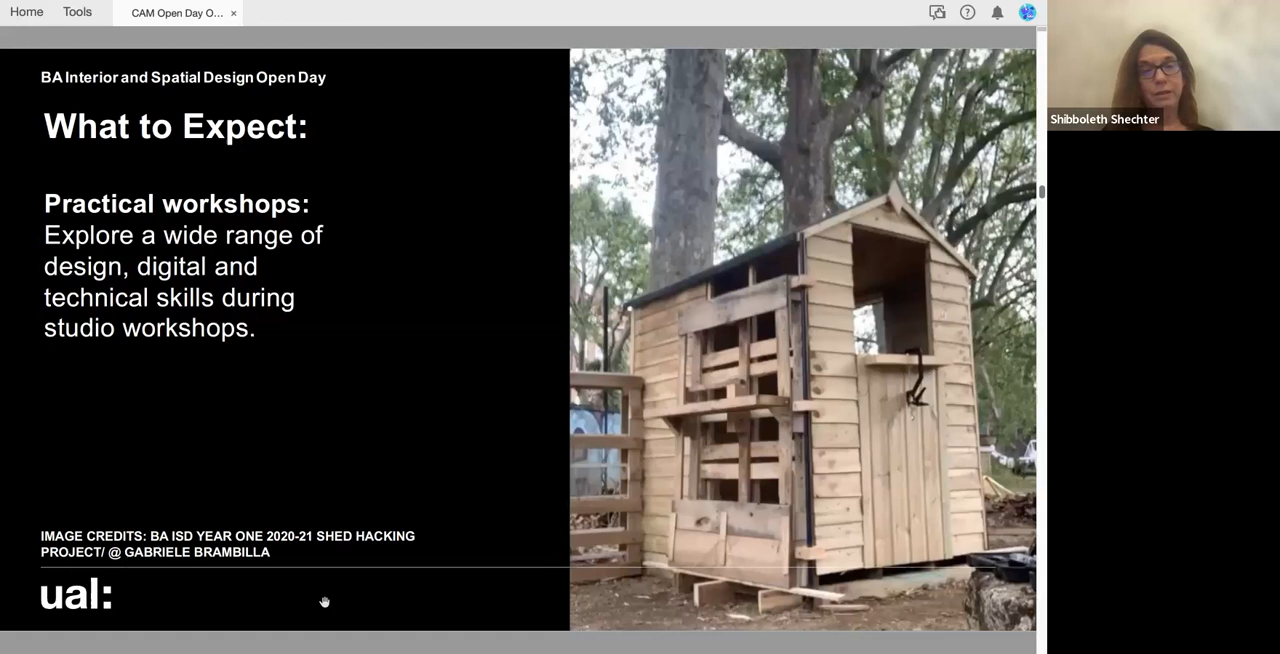 Home
Tools
CAM Open Day O... ×
BA Interior and Spatial Design Open Day
What to Expect:
Practical workshops:
Explore a wide range of
design, digital and
technical skills during
studio workshops.
IMAGE CREDITS: BA ISD YEAR ONE 2020-21 SHED HACKING
PROJECT/ @ GABRIELE BRAMBILLA
ual:
Shibboleth Shechter